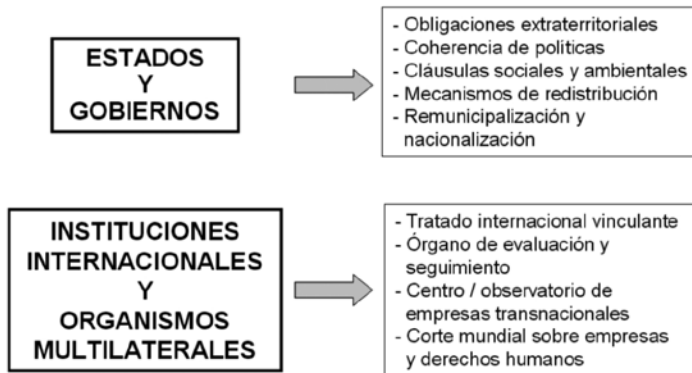 ESTADOS
Y
GOBIERNOS
- Obligaciones extraterritoriales
- Coherencia de políticas
- Cláusulas sociales y ambientales
- Mecanismos de redistribución
- Remunicipalización y
nacionalización
INSTITUCIONES
INTERNACIONALES
Y
ORGANISMOS
MULTILATERALES
- Tratado internacional vinculante
- Órgano de evaluación y
seguimiento
- Centro / observatorio de
empresas transnacionales
- Corte mundial sobre empresas
y derechos humanos